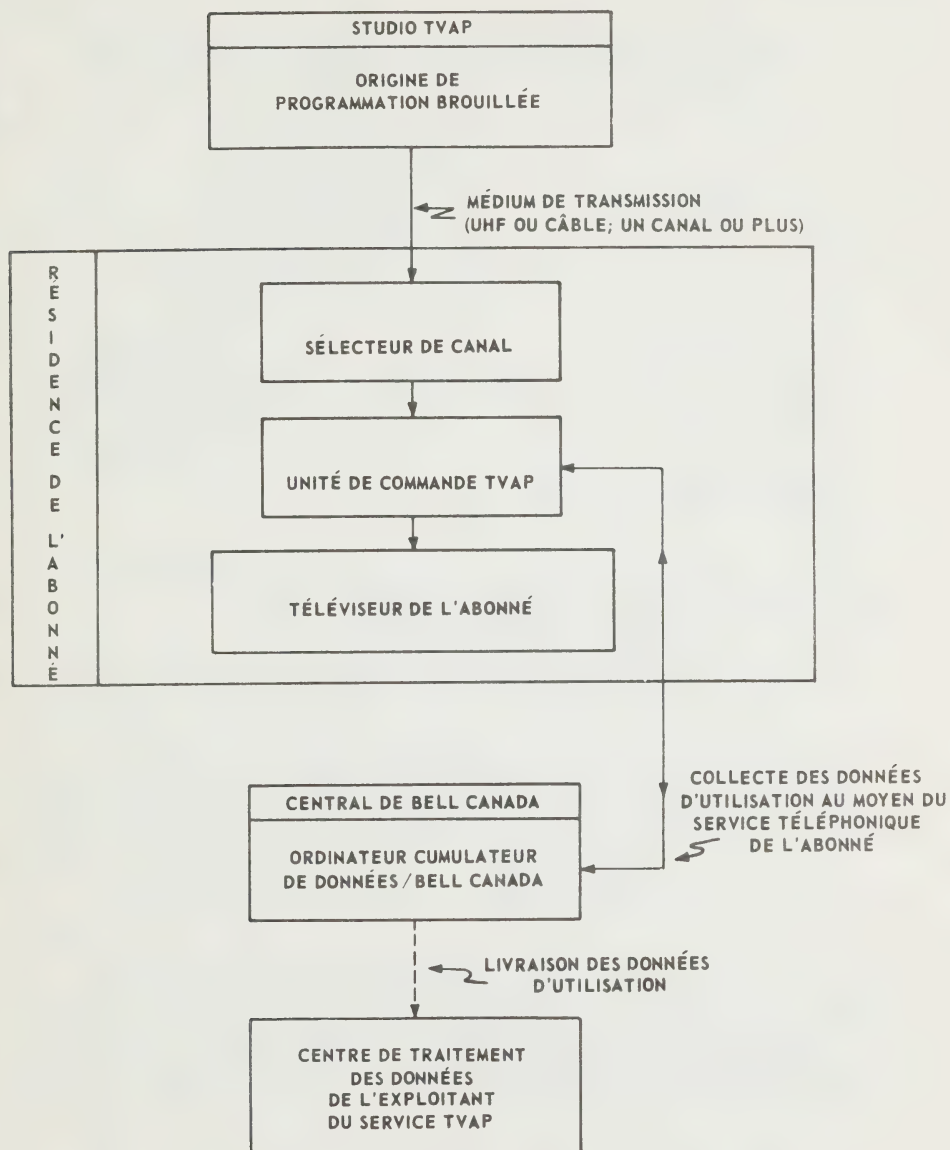 STUDIO TVAP
ORIGINE DE
PROGRAMMATION BROUILLÉE
MÉDIUM DE TRANSMISSION
(UHF OU CÂBLE; UN CANAL OU PLUS)
RÉSIDENCE DE L'ABONNÉ
SÉLECTEUR DE CANAL
UNITÉ DE COMMANDE TVAP
TÉLÉVISEUR DE L'ABONNÉ
COLLECTE DES DONNÉES
D'UTILISATION AU MOYEN DU
SERVICE TÉLÉPHONIQUE
DE L'ABONNÉ
CENTRAL DE BELL CANADA
ORDINATEUR CUMULATEUR
DE DONNÉES/BELL CANADA
LIVRAISON DES DONNÉES
D'UTILISATION
CENTRE DE TRAITEMENT
DES DONNÉES
DE L'EXPLOITANT
DU SERVICE TVAP